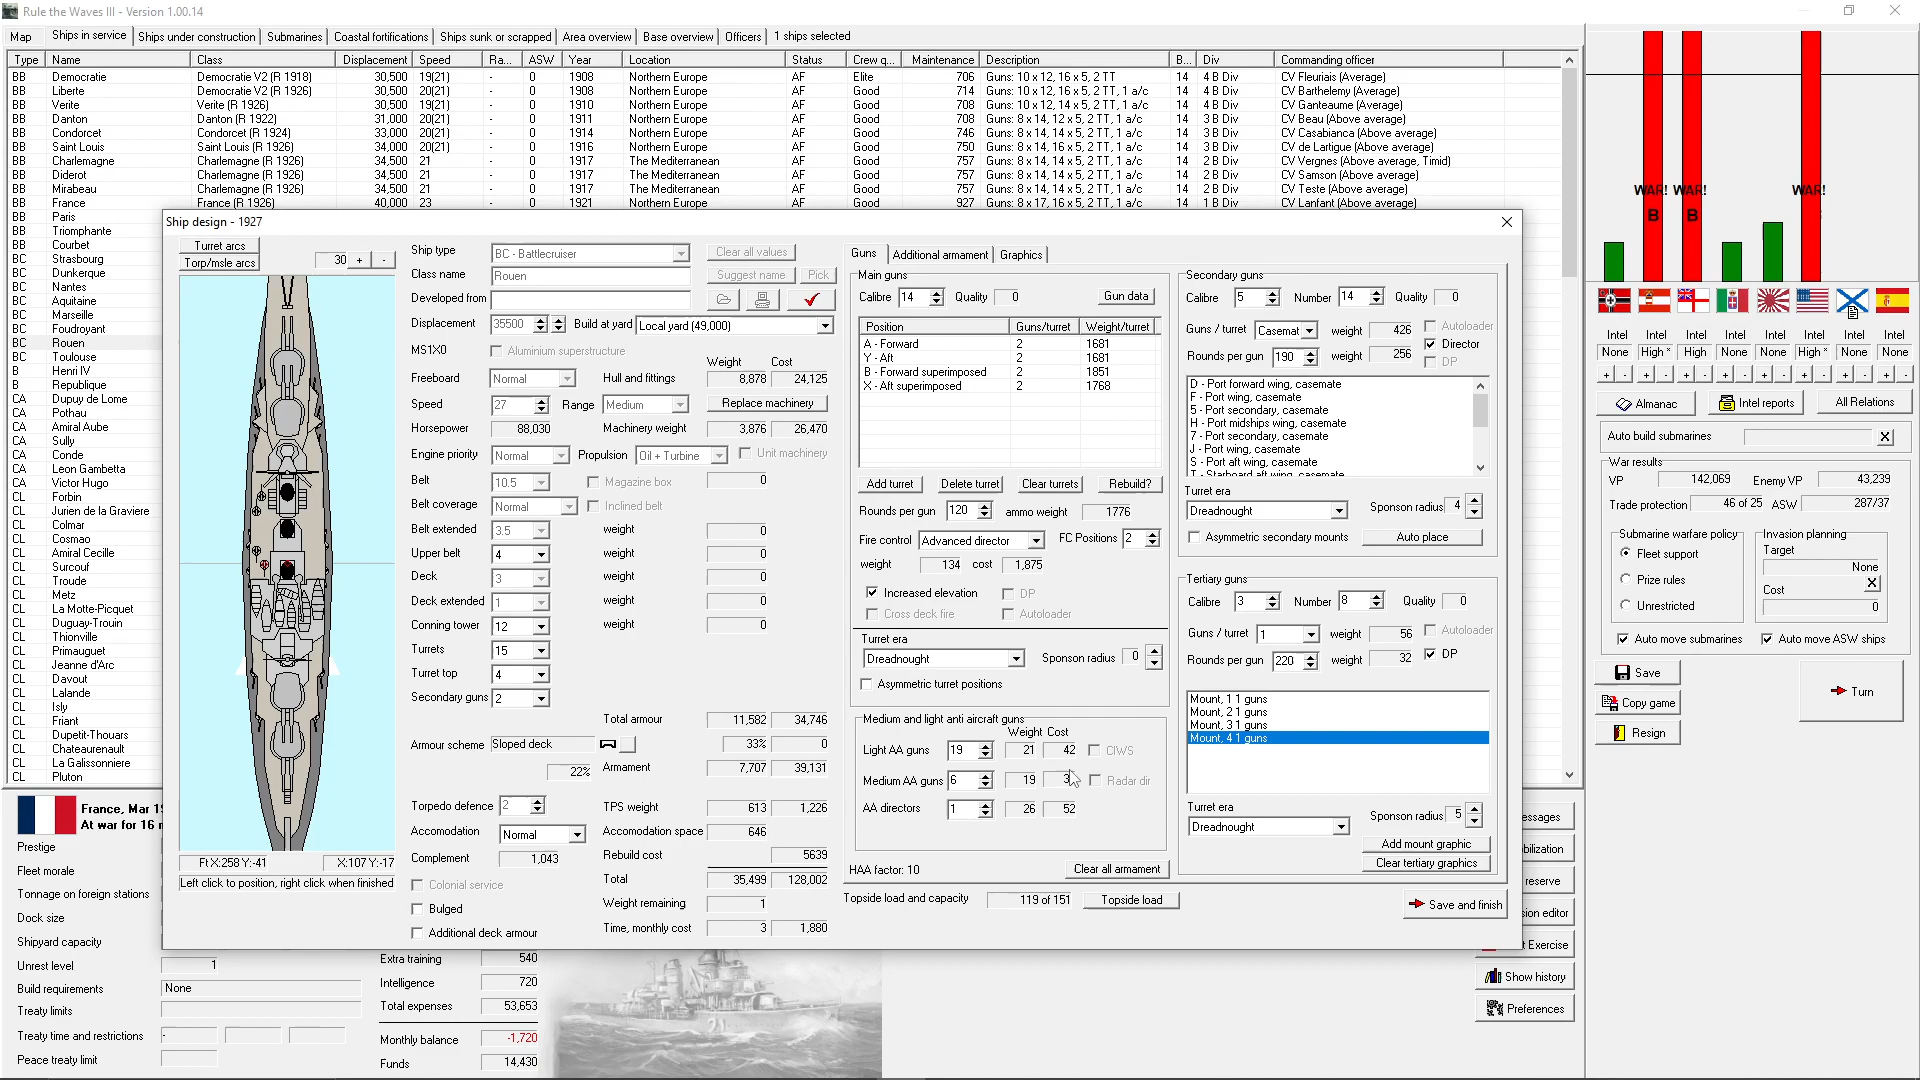 Rule the Waves III - Version 1.00.14
Map Ships in service Ships under construction Submarines Coastal fortifications Ships sunk or scrapped Area overview Base overview Officers 1 ships selected
Type Name Class Displacement Speed Ra... ASW Year Location Status Crew q... Maintenance Description B... Div Commanding officer
BB Democratie Democratie V2 (R 1918) 30,500 19(21) - 0 1908 Northern Europe AF Elite 706 Guns: 10 x 12, 16 x 5, 2 TT 14 4 B Div CV Fleuriais (Average)
BB Liberte Democratie V2 (R 1926) 30,500 20(21) - 0 1908 Northern Europe AF Good 714 Guns: 10 x 12, 16 x 5, 2 TT, 1 a/c 14 4 B Div CV Barthelemy (Average)
BB Verite Verite (R 1926) 30,500 19(21) - 0 1910 Northern Europe AF Good 708 Guns: 10 x 12, 14 x 5, 2 TT, 1 a/c 14 4 B Div CV Ganteaume (Average)
BB Danton Danton (R 1922) 31,000 20(21) - 0 1911 Northern Europe AF Good 708 Guns: 8 x 14, 12 x 5, 2 TT, 1 a/c 14 3 B Div CV Beau (Above average)
BB Condorcet Condorcet (R 1924) 33,000 20(21) - 0 1914 Northern Europe AF Good 746 Guns: 8 x 14, 16 x 5, 2 TT, 1 a/c 14 3 B Div CV Casabianca (Above average)
BB Saint Louis Saint Louis (R 1926) 34,000 20(21) - 0 1916 Northern Europe AF Good 750 Guns: 8 x 14, 16 x 5, 2 TT, 1 a/c 14 3 B Div CV de Lartigue (Above average)
BB Charlemagne Charlemagne (R 1926) 34,500 21 - 0 1917 The Mediterranean AF Good 757 Guns: 8 x 14, 14 x 5, 2 TT, 1 a/c 14 2 B Div CV Vergnes (Above average, Timid)
BB Diderot Charlemagne (R 1926) 34,500 21 - 0 1917 The Mediterranean AF Good 757 Guns: 8 x 14, 14 x 5, 2 TT, 1 a/c 14 2 B Div CV Samson (Above average)
BB Mirabeau Charlemagne (R 1926) 34,500 21 - 0 1917 The Mediterranean AF Good 757 Guns: 8 x 14, 14 x 5, 2 TT, 1 a/c 14 2 B Div CV Teste (Above average)
BB France France (R 1926) 40,000 23 - 0 1921 Northern Europe AF Good 927 Guns: 8 x 17, 16 x 5, 2 TT, 1 a/c 14 1 B Div CV Lanfant (Above average)
BB Paris
BB Triomphante
BB Courbet
BC Strasbourg
BC Dunkerque
BC Nantes
BC Aquitaine
BC Marseille
BC Foudroyant
BC Rouen
BC Toulouse
B Henri IV
B Republique
CA Dupuy de Lome
CA Pothau
CA Amiral Aube
CA Sully
CA Conde
CA Leon Gambetta
CA Victor Hugo
CL Forbin
CL Jurien de la Graviere
CL Colmar
CL Cosmao
CL Amiral Cecille
CL Surcouf
CL Troude
CL Metz
CL La Motte-Picquet
CL Duguay-Trouin
CL Thionville
CL Primauguet
CL Jeanne d'Arc
CL Davout
CL Lalande
CL Isly
CL Friant
CL Dupetit-Thouars
CL Chateaurenault
CL La Galissonniere
CL Pluton
Ship design - 1927
Turret arcs
Torp/msle arcs
30 + -
Ft X:258 Y:-41 X:107 Y:-17
Left click to position, right click when finished
Ship type BC - Battlecruiser Clear all values
Class name Rouen Suggest name Pick
Developed from
Displacement 35500 Build at yard Local yard (49,000)
MS1X0 Aluminium superstructure
Weight Cost
Freeboard Normal Hull and fittings 8,878 24,125
Speed 27 Range Medium Replace machinery
Horsepower 88,030 Machinery weight 3,876 26,470
Engine priority Normal Propulsion Oil + Turbine Unit machinery
Belt 10.5 Magazine box 0
Belt coverage Normal Inclined belt
Belt extended 3.5 weight 0
Upper belt 4 weight 0
Deck 3 weight 0
Deck extended 1 weight 0
Conning tower 12 weight 0
Turrets 15
Turret top 4
Secondary guns 2
Total armour 11,582 34,746
Armour scheme Sloped deck 33% 0
22% Armament 7,707 39,131
Torpedo defence 2 TPS weight 613 1,226
Accomodation Normal Accomodation space 646
Complement 1,043 Rebuild cost 5639
Colonial service Total 35,499 128,002
Bulged Weight remaining 1
Additional deck armour Time, monthly cost 3 1,880
Guns Additional armament Graphics
Main guns
Calibre 14 Quality 0 Gun data
Position Guns/turret Weight/turret
A - Forward 2 1681
Y - Aft 2 1681
B - Forward superimposed 2 1851
X - Aft superimposed 2 1768
Add turret Delete turret Clear turrets Rebuild?
Rounds per gun 120 ammo weight 1776
Fire control Advanced director FC Positions 2
weight 134 cost 1,875
Increased elevation DP
Cross deck fire Autoloader
Turret era
Dreadnought Sponson radius 0
Asymmetric turret positions
Medium and light anti aircraft guns
Weight Cost
Light AA guns 19 21 42 CIWS
Medium AA guns 6 19 Radar dir
AA directors 1 26 52
HAA factor: 10 Clear all armament
Topside load and capacity 119 of 151 Topside load
Secondary guns
Calibre 5 Number 14 Quality 0
Guns / turret Casemat weight 426 Autoloader
Director
Rounds per gun 190 weight 256 DP
D - Port forward wing, casemate
F - Port wing, casemate
5 - Port secondary, casemate
H - Port midships wing, casemate
7 - Port secondary, casemate
J - Port wing, casemate
S - Port aft wing, casemate
T - Starboard aft wing, casemate
Turret era
Dreadnought Sponson radius 4
Asymmetric secondary mounts Auto place
Tertiary guns
Calibre 3 Number 8 Quality 0
Guns / turret 1 weight 56 Autoloader
Rounds per gun 220 weight 32 DP
Mount, 1 1 guns
Mount, 2 1 guns
Mount, 3 1 guns
Mount, 4 1 guns
Turret era
Dreadnought Sponson radius 5
Add mount graphic
Clear tertiary graphics
Save and finish
WAR! WAR! WAR!
B B
Intel Intel Intel Intel Intel Intel Intel Intel
None High * High None None High * None None
+ - + - + - + - + - + - + - + -
Almanac Intel reports All Relations
Auto build submarines X
War results
VP 142,069 Enemy VP 43,239
Trade protection 46 of 25 ASW 287/37
Submarine warfare policy
Fleet support
Prize rules
Unrestricted
Invasion planning
Target
None
Cost X
0
Auto move submarines Auto move ASW ships
Save
Copy game
Resign
Turn
France, Mar 1
At war for 16 m
Prestige
Fleet morale
Tonnage on foreign stations
Dock size
Shipyard capacity
Unrest level 1
Build requirements None
Treaty limits
Treaty time and restrictions -
Peace treaty limit
Extra training 540
Intelligence 720
Total expenses 53,653
Monthly balance -1,720
Funds 14,430
essages
bilization
reserve
sion editor
t Exercise
Show history
Preferences